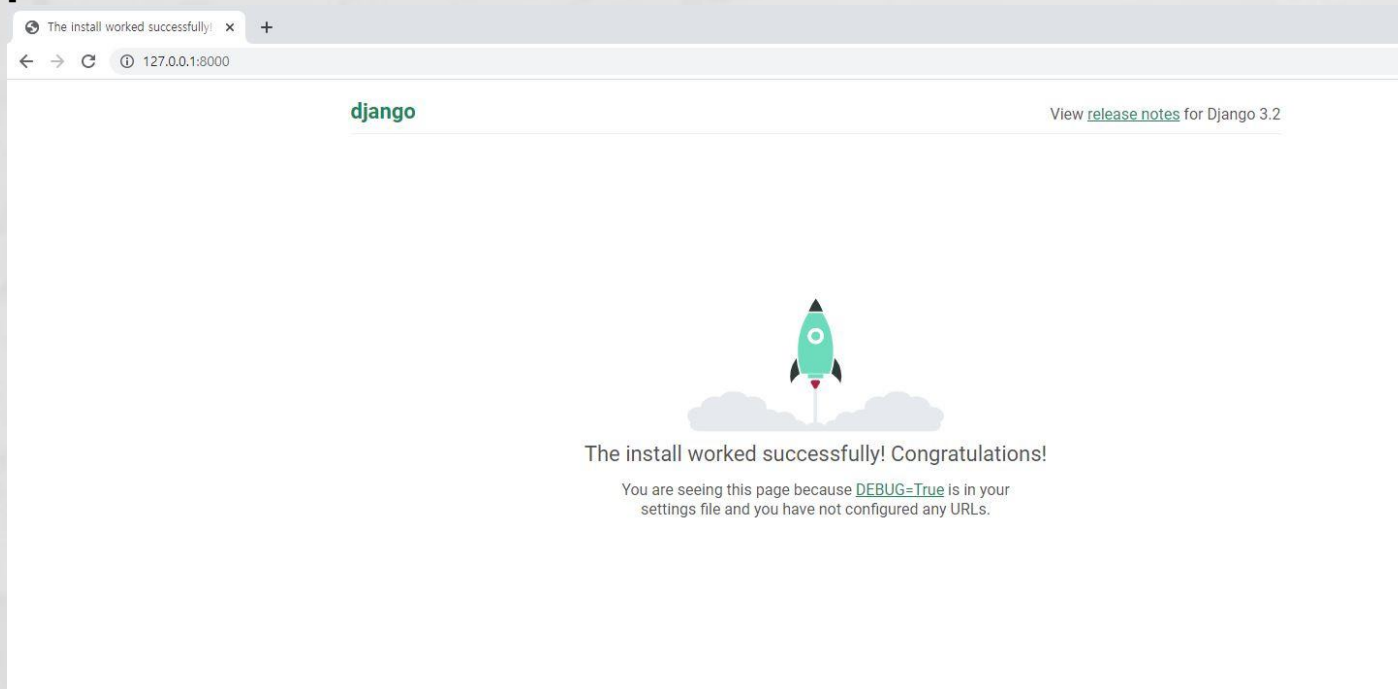 The install worked successfully!
127.0.0.1:8000
django
View release notes for Django 3.2
The install worked successfully! Congratulations!
You are seeing this page because DEBUG=True is in your
settings file and you have not configured any URLs.